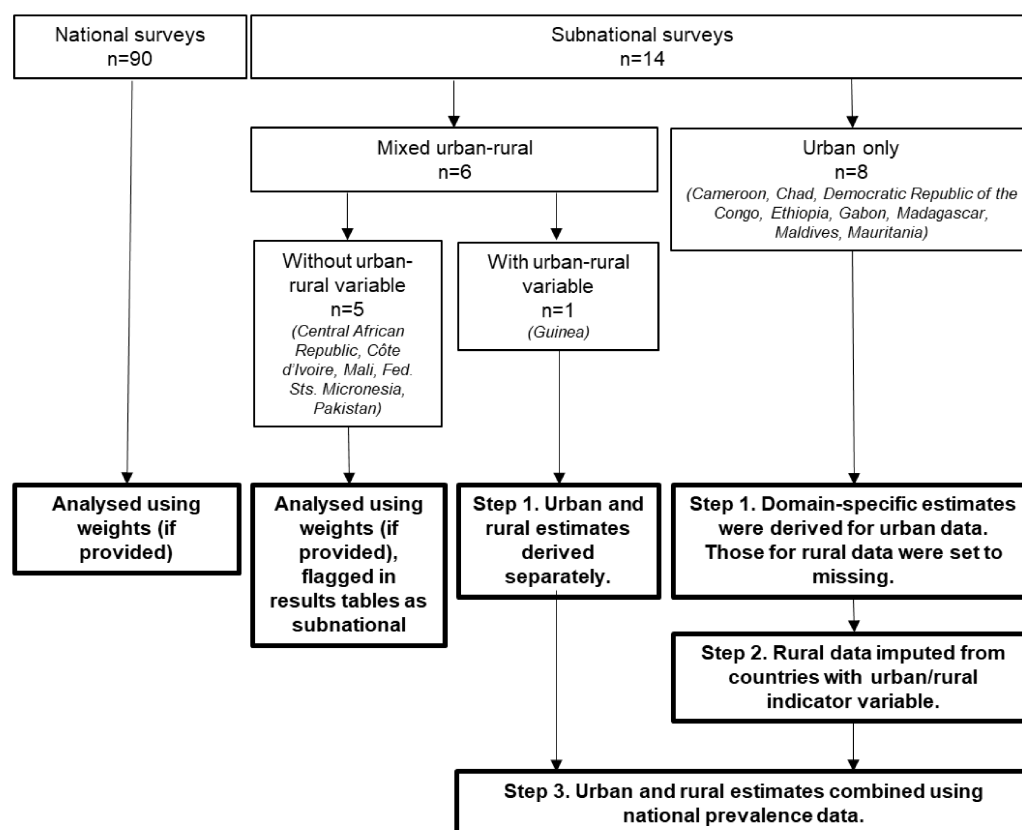 National surveys
n=90
Subnational surveys
n=14
Mixed urban-rural
n=6
Urban only
n=8
(Cameroon, Chad, Democratic Republic of the
Congo, Ethiopia, Gabon, Madagascar,
Maldives, Mauritania)
Without urban-
rural variable
n=5
(Central African
Republic, Côte
d'Ivoire, Mali, Fed.
Sts. Micronesia,
Pakistan)
With urban-rural
variable
n=1
(Guinea)
Analysed using
weights (if
provided)
Analysed using
weights (if
provided),
flagged in
results tables as
subnational
Step 1. Urban and
rural estimates
derived
separately.
Step 1. Domain-specific estimates
were derived for urban data.
Those for rural data were set to
missing.
Step 2. Rural data imputed from
countries with urban/rural
indicator variable.
Step 3. Urban and rural estimates combined using
national prevalence data.